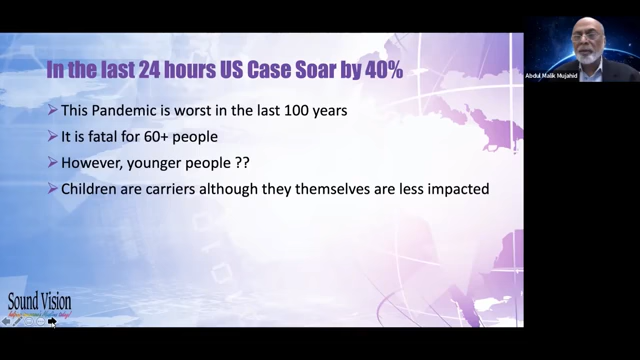 In the last 24 hours US Case Soar by 40%
This Pandemic is worst in the last 100 years
It is fatal for 60+ people
However, younger people ??
Children are carriers although they themselves are less impacted
Abdul Malik Mujahid
Sound Vision